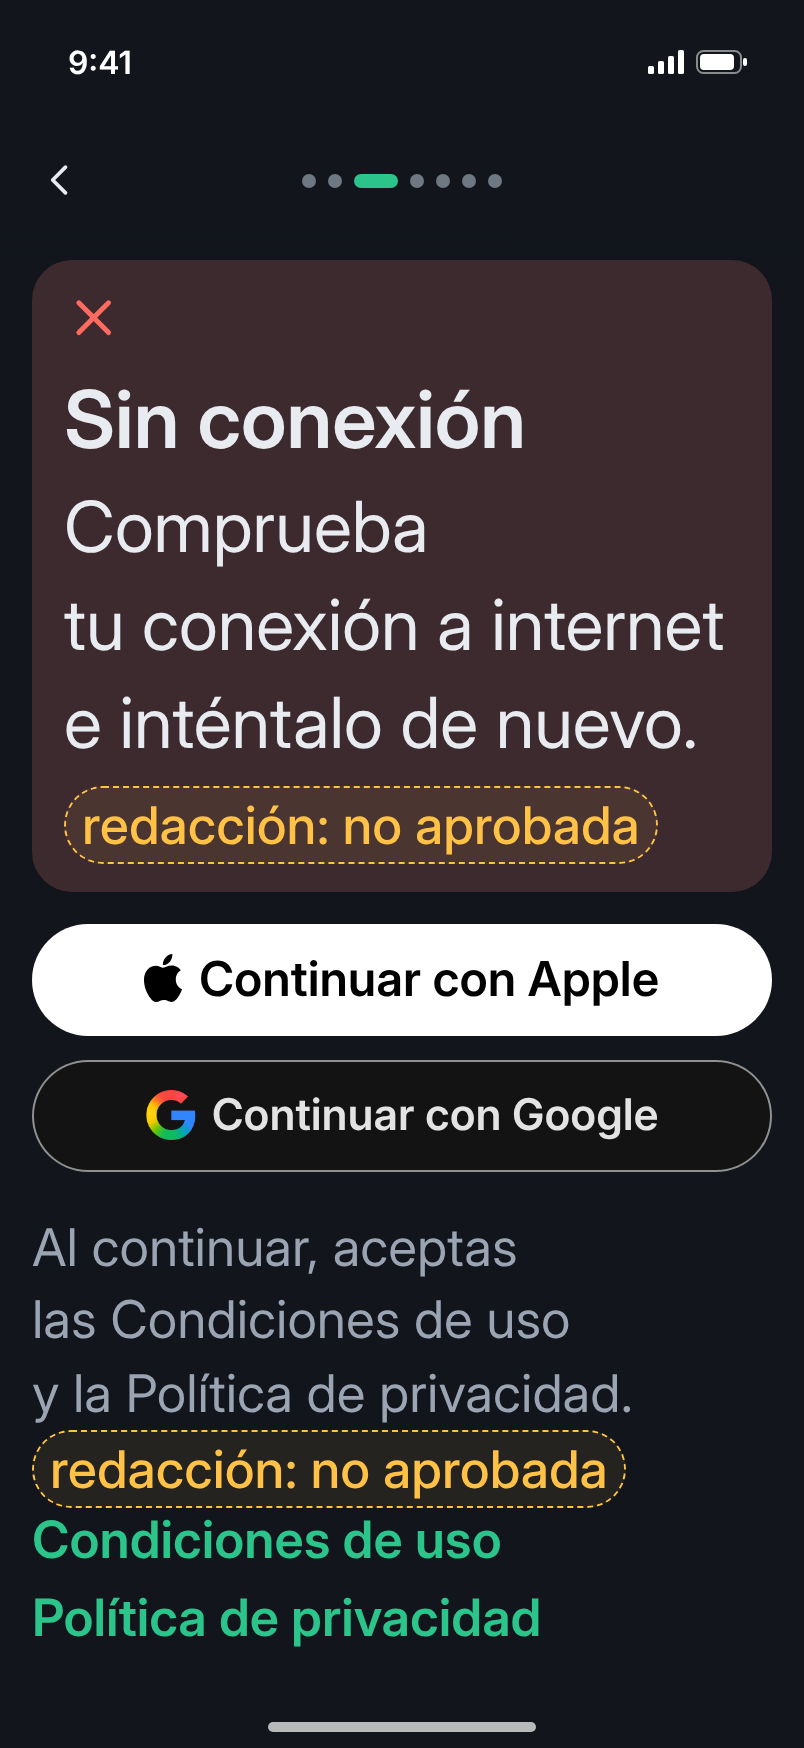 9:41
Sin conexión
Comprueba
tu conexión a internet
e inténtalo de nuevo.
redacción: no aprobada
Continuar con Apple
Continuar con Google
Al continuar, aceptas
las Condiciones de uso
y la Política de privacidad.
redacción: no aprobada
Condiciones de uso
Política de privacidad